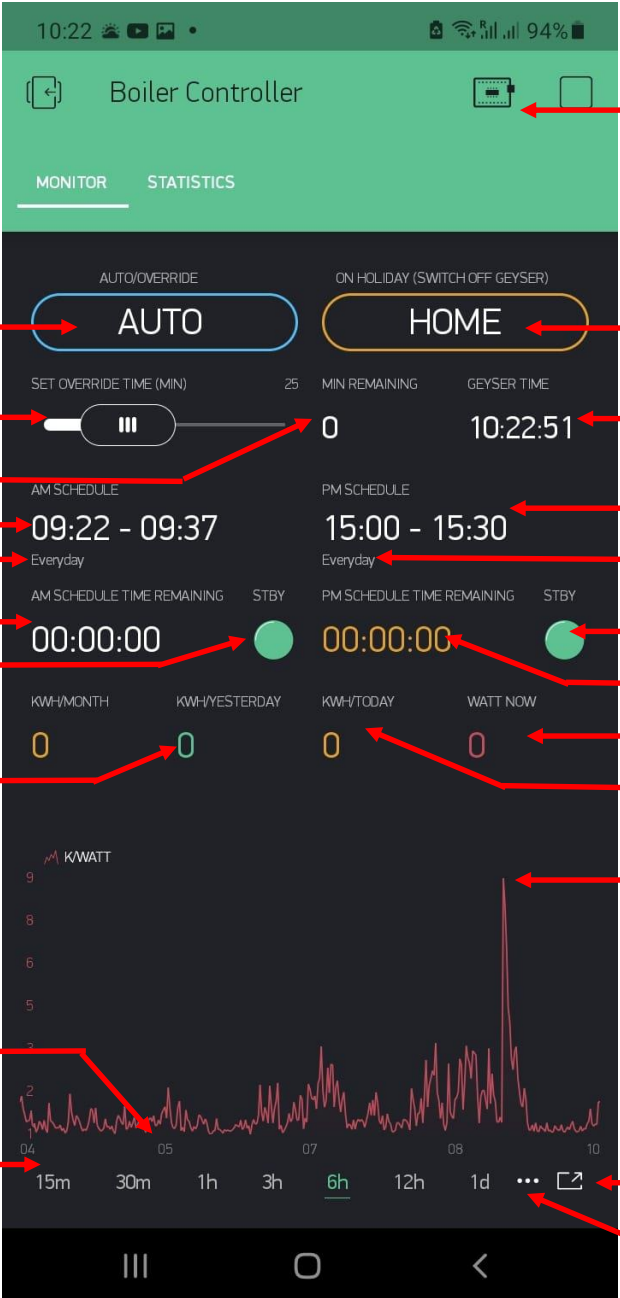 10:22 94%
Boiler Controller
MONITOR STATISTICS
AUTO/OVERRIDE ON HOLIDAY (SWITCH OFF GEYSER)
AUTO HOME
SET OVERRIDE TIME (MIN) 25 MIN REMAINING GEYSER TIME
0 10:22:51
AM SCHEDULE PM SCHEDULE
09:22 - 09:37 15:00 - 15:30
Everyday Everyday
AM SCHEDULE TIME REMAINING STBY PM SCHEDULE TIME REMAINING STBY
00:00:00 00:00:00
KWH/MONTH KWH/YESTERDAY KWH/TODAY WATT NOW
0 0 0 0
K/WATT
9
8
6
5
3
2
1
04 05 07 08 10
15m 30m 1h 3h 6h 12h 1d